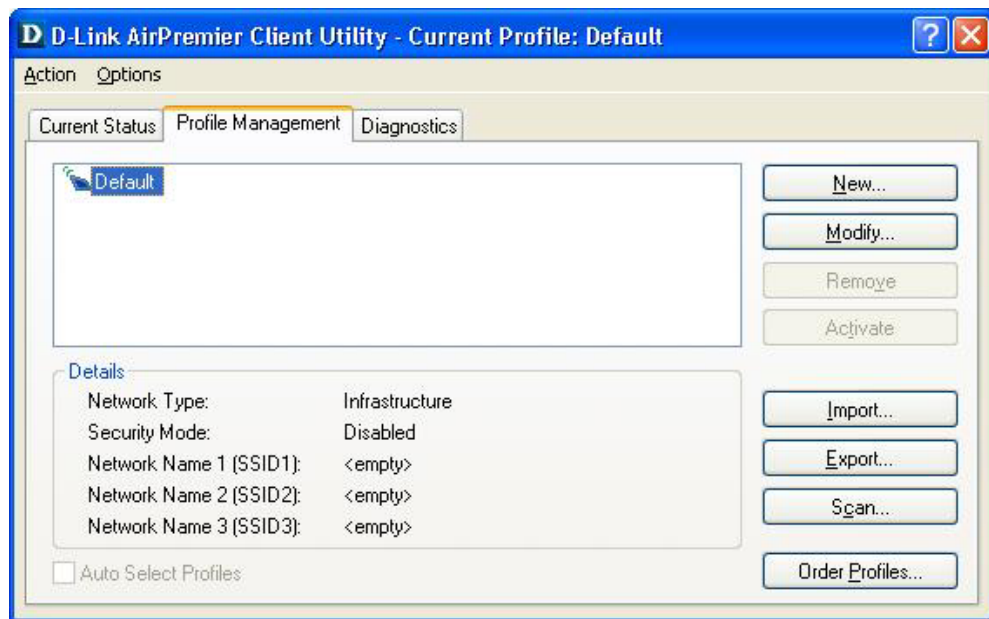 D D-Link AirPremier Client Utility - Current Profile: Default ? X
Action Options
Current Status Profile Management Diagnostics
Default
New...
Modify...
Remove
Activate
Details
Network Type: Infrastructure
Security Mode: Disabled
Network Name 1 (SSID1): <empty>
Network Name 2 (SSID2): <empty>
Network Name 3 (SSID3): <empty>
Import...
Export...
Scan...
Auto Select Profiles
Order Profiles...